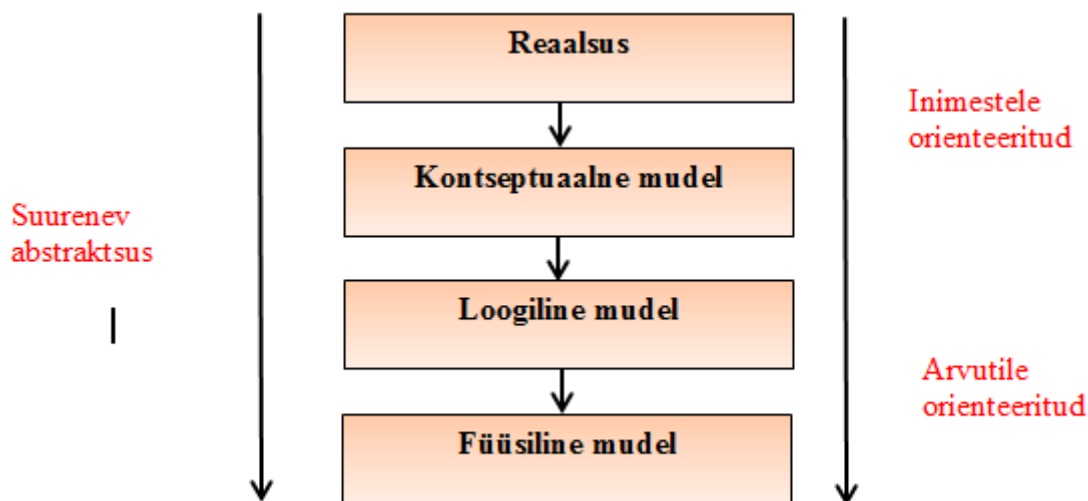 Reaalsus
Inimestele
orienteeritud
Kontseptuaalne mudel
Suurenev
abstraktsus
Loogiline mudel
Arvutile
orienteeritud
Füüsiline mudel